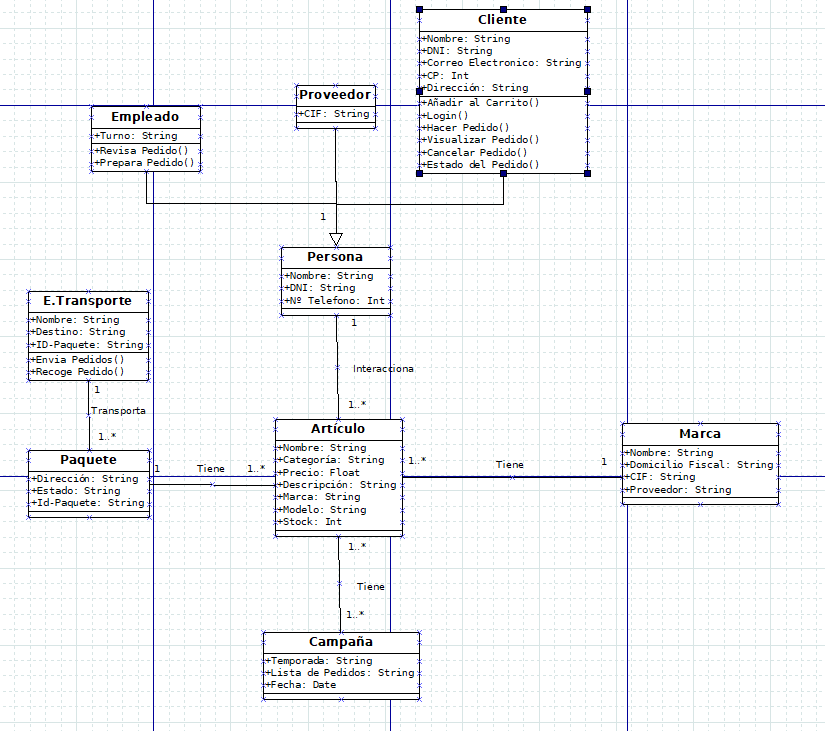 Cliente
+Nombre: String
+DNI: String
+Correo Electronico: String
+CP: Int
+Dirección: String
+Añadir al Carrito()
+Login()
+Hacer Pedido()
+Visualizar Pedido()
+Cancelar Pedido()
+Estado del Pedido()
Proveedor
+CIF: String
Empleado
+Turno: String
+Revisa Pedido()
+Prepara Pedido()
1
Persona
+Nombre: String
+DNI: String
+Nº Telefono: Int
1
Interacciona
1..*
E.Transporte
+Nombre: String
+Destino: String
+ID-Paquete: String
+Envia Pedidos()
+Recoge Pedido()
1
Transporta
1..*
Paquete
+Dirección: String
+Estado: String
+Id-Paquete: String
1
Tiene
1..*
Artículo
+Nombre: String
+Categoría: String
+Precio: Float
+Descripción: String
+Marca: String
+Modelo: String
+Stock: Int
1..*
Tiene
1
Marca
+Nombre: String
+Domicilio Fiscal: String
+CIF: String
+Proveedor: String
1..*
Tiene
1..*
Campaña
+Temporada: String
+Lista de Pedidos: String
+Fecha: Date